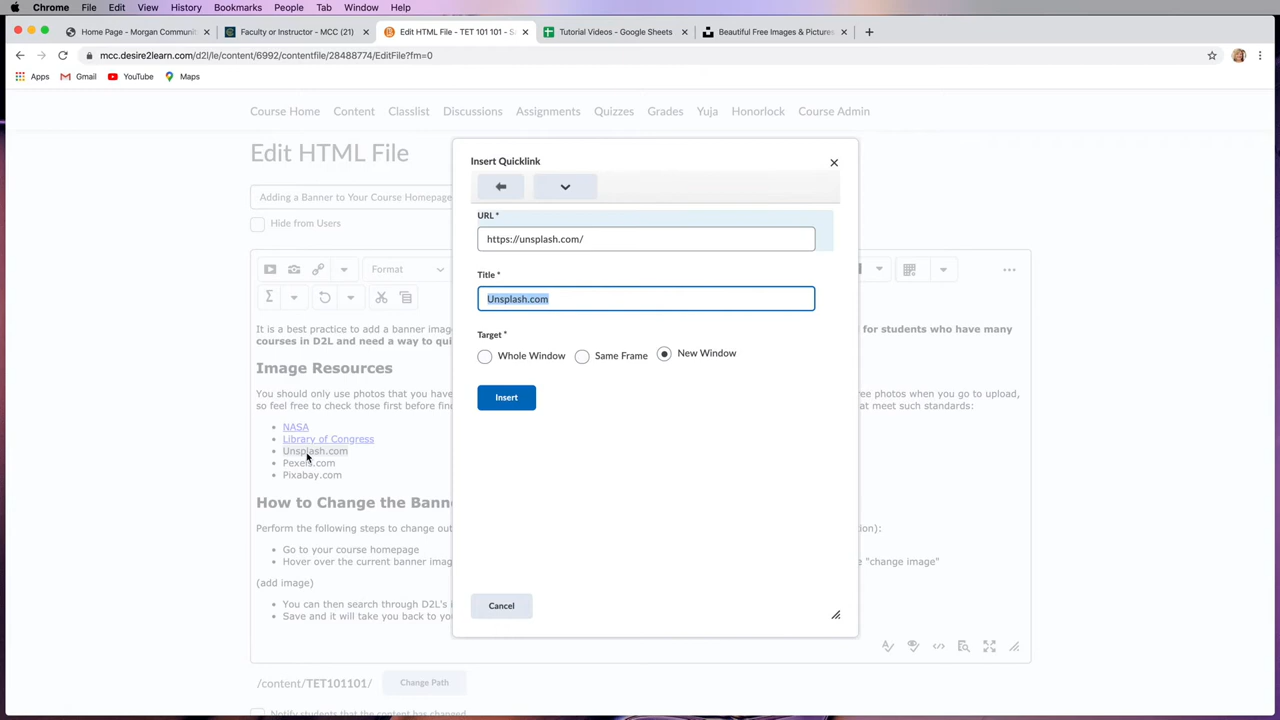 Chrome File Edit View History Bookmarks People Tab Window Help
Home Page - Morgan Communi
Faculty or Instructor - MCC (21)
Edit HTML File - TET 101 101 - S
Tutorial Videos - Google Sheets
Beautiful Free Images & Pictures
mcc.desire2learn.com/d2l/le/content/6992/contentfile/28488774/EditFile?fm=0
Apps Gmail YouTube Maps
Course Home Content Classlist Discussions Assignments Quizzes Grades Yuja Honorlock Course Admin
Edit HTML File
Adding a Banner to Your Course Homepage
Hide from Users
Format
It is a best practice to add a banner imag
for students who have many
courses in D2L and need a way to qui
Image Resources
You should only use photos that you have
ee photos when you go to upload,
so feel free to check those first before find
at meet such standards:
• NASA
• Library of Congress
• Unsplash.com
• Pexels.com
• Pixabay.com
How to Change the Bann
Perform the following steps to change out
tion):
• Go to your course homepage
• Hover over the current banner imag
e "change image"
(add image)
• You can then search through D2L's i
• Save and it will take you back to yo
/content/TET101101/ Change Path
Notify students that the content has changed
Insert Quicklink
URL *
https://unsplash.com/
Title *
Unsplash.com
Target *
Whole Window Same Frame New Window
Insert
Cancel